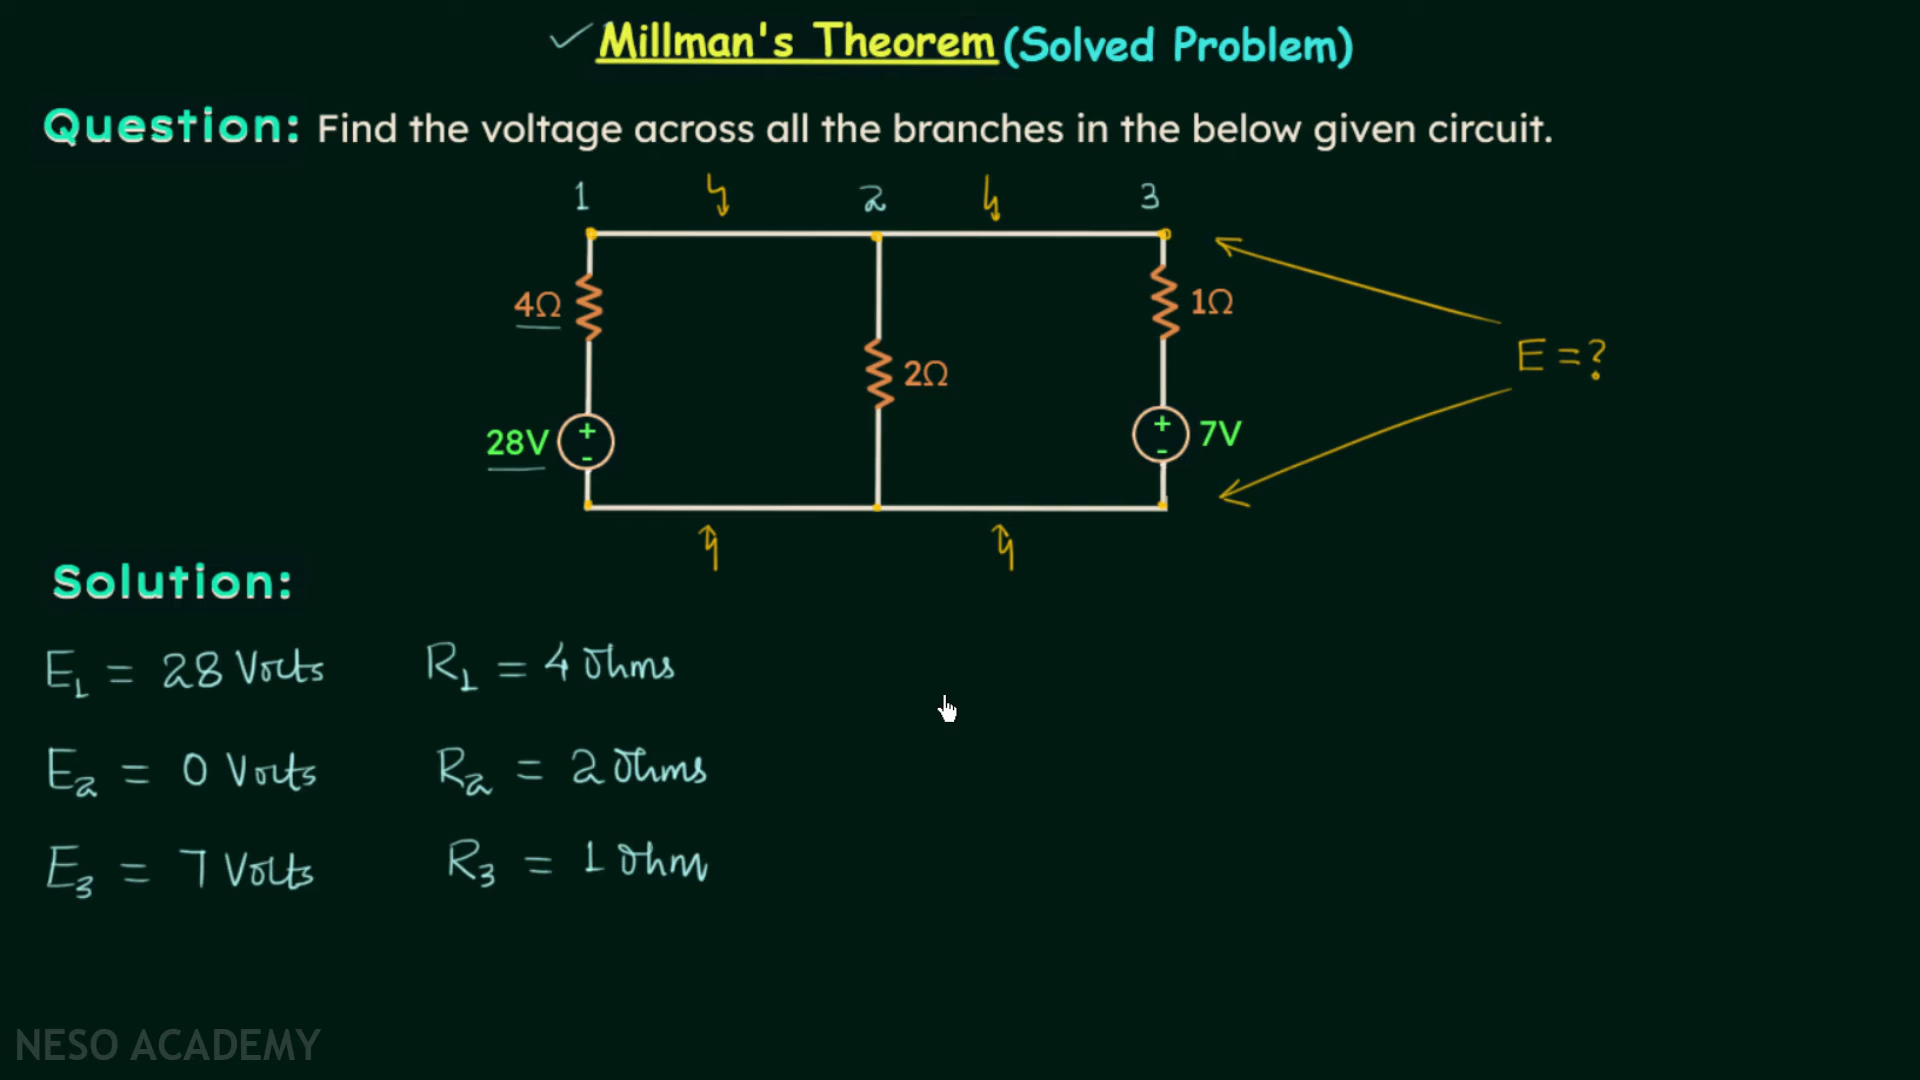 Millman's Theorem (Solved Problem)
Question: Find the voltage across all the branches in the below given circuit.
1 2 3
4Ω 1Ω
2Ω
E = ?
28V + - + - 7V
Solution:
E1 = 28 Volts R1 = 4 ohms
E2 = 0 Volts R2 = 2 ohms
E3 = 7 Volts R3 = 1 ohm
NESO ACADEMY